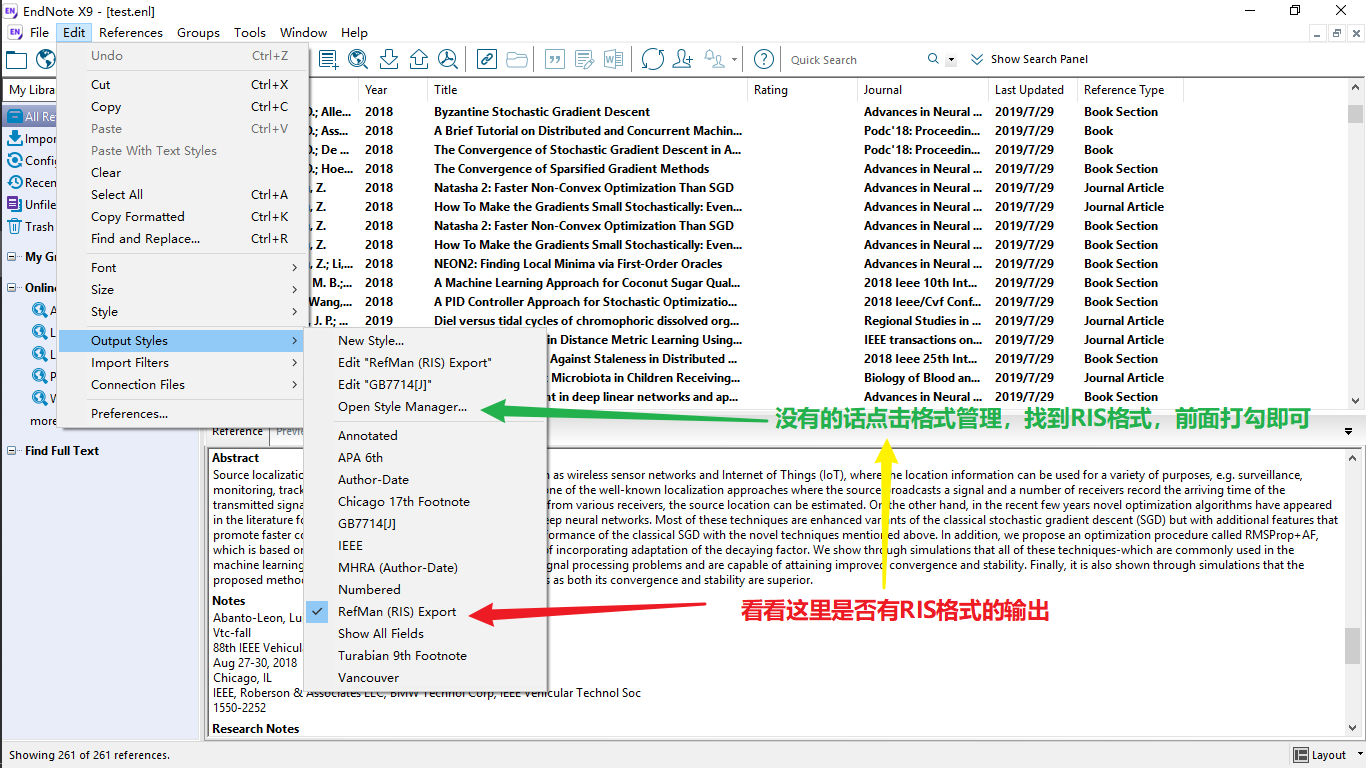 EndNote X9 - [test.enl]
File Edit References Groups Tools Window Help
Quick Search
Show Search Panel
Undo Ctrl+Z
Cut Ctrl+X
Copy Ctrl+C
Paste Ctrl+V
Paste With Text Styles
Clear
Select All Ctrl+A
Copy Formatted Ctrl+K
Find and Replace... Ctrl+R
Font
Size
Style
Output Styles
Import Filters
Connection Files
Preferences...
New Style...
Edit "RefMan (RIS) Export"
Edit "GB7714[J]"
Open Style Manager...
Annotated
APA 6th
Author-Date
Chicago 17th Footnote
GB7714[J]
IEEE
MHRA (Author-Date)
Numbered
RefMan (RIS) Export
Show All Fields
Turabian 9th Footnote
Vancouver
My Libra
All Re
Impor
Config
Recen
Unfile
Trash
My Gr
Online
A
L
L
P
W
more
Find Full Text
Year Title Rating Journal Last Updated Reference Type
O.; Alle... 2018 Byzantine Stochastic Gradient Descent Advances in Neural ... 2019/7/29 Book Section
O.; Ass... 2018 A Brief Tutorial on Distributed and Concurrent Machin... Podc'18: Proceedin... 2019/7/29 Book
O.; De ... 2018 The Convergence of Stochastic Gradient Descent in A... Podc'18: Proceedin... 2019/7/29 Book
O.; Hoe... 2018 The Convergence of Sparsified Gradient Methods Advances in Neural ... 2019/7/29 Book Section
, Z. 2018 Natasha 2: Faster Non-Convex Optimization Than SGD Advances in Neural ... 2019/7/29 Journal Article
, Z. 2018 How To Make the Gradients Small Stochastically: Even... Advances in Neural ... 2019/7/29 Journal Article
, Z. 2018 Natasha 2: Faster Non-Convex Optimization Than SGD Advances in Neural ... 2019/7/29 Book Section
, Z. 2018 How To Make the Gradients Small Stochastically: Even... Advances in Neural ... 2019/7/29 Book Section
, Z.; Li,... 2018 NEON2: Finding Local Minima via First-Order Oracles Advances in Neural ... 2019/7/29 Book Section
M. B.;... 2018 A Machine Learning Approach for Coconut Sugar Qual... 2018 Ieee 10th Int... 2019/7/29 Book Section
Wang,... 2018 A PID Controller Approach for Stochastic Optimizatio... 2018 Ieee/Cvf Conf... 2019/7/29 Book Section
, J. P.; ... 2019 Diel versus tidal cycles of chromophoric dissolved org... Regional Studies in ... 2019/7/29 Journal Article
in Distance Metric Learning Using... IEEE transactions on... 2019/7/29 Journal Article
Against Staleness in Distributed ... 2018 Ieee 25th Int... 2019/7/29 Book Section
t Microbiota in Children Receiving... Biology of Blood an... 2019/7/29 Journal Article
nt in deep linear networks and ap... Advances in Neural ... 2019/7/29 Book Section
没有的话点击格式管理，找到RIS格式，前面打勾即可
看看这里是否有RIS格式的输出
Reference Previe
Abstract
Source localizatio as wireless sensor networks and Internet of Things (IoT), where the location information can be used for a variety of purposes, e.g. surveillance,
monitoring, track one of the well-known localization approaches where the source broadcasts a signal and a number of receivers record the arriving time of the
transmitted signa from various receivers, the source location can be estimated. On the other hand, in the recent few years novel optimization algorithms have appeared
in the literature fo eep neural networks. Most of these techniques are enhanced variants of the classical stochastic gradient descent (SGD) but with additional features that
promote faster co formance of the classical SGD with the novel techniques mentioned above. In addition, we propose an optimization procedure called RMSProp+AF,
which is based or of incorporating adaptation of the decaying factor. We show through simulations that all of these techniques-which are commonly used in the
machine learning gnal processing problems and are capable of attaining improved convergence and stability. Finally, it is also shown through simulations that the
proposed metho s as both its convergence and stability are superior.
Notes
Abanto-Leon, Lu
Vtc-fall
88th IEEE Vehicula
Aug 27-30, 2018
Chicago, IL
IEEE, Roberson & Associates LLC, BMW Technol Corp, IEEE Vehicular Technol Soc
1550-2252
Research Notes
Showing 261 of 261 references.
Layout